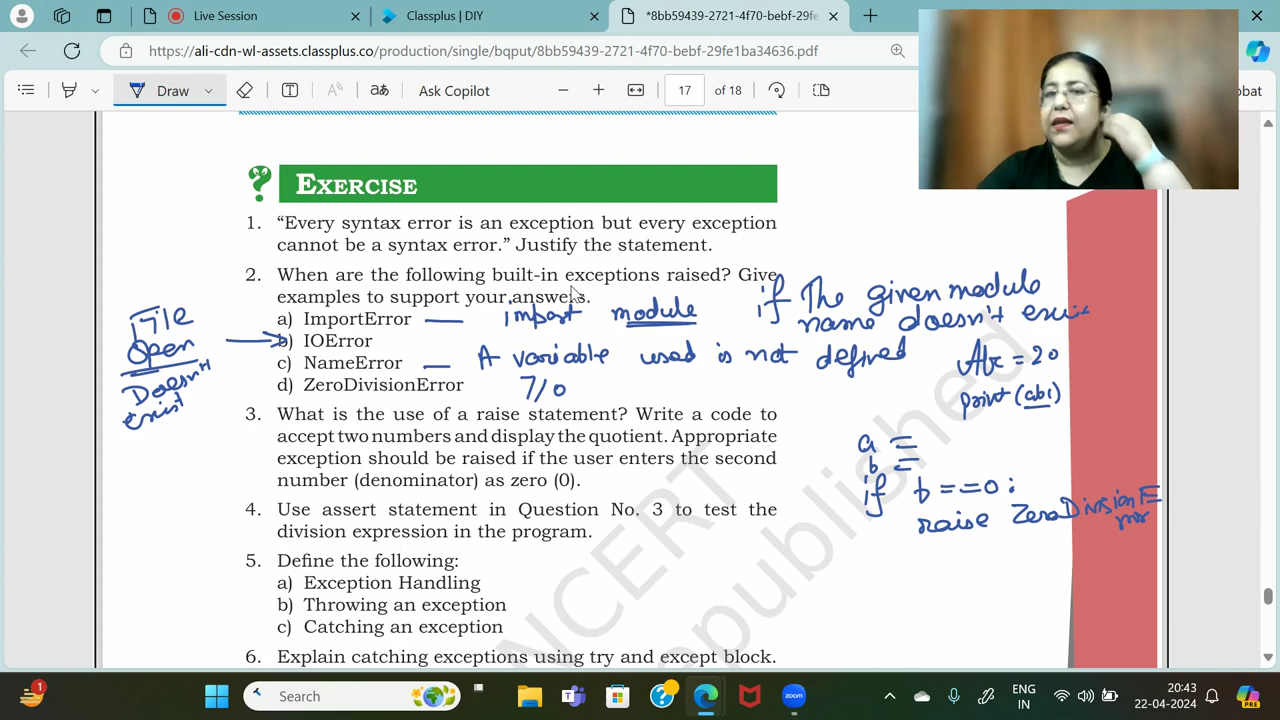 Live Session
Classplus | DIY
*8bb59439-2721-4f70-bebf-29fe
https://ali-cdn-wl-assets.classplus.co/production/single/bqput/8bb59439-2721-4f70-bebf-29fe1ba34636.pdf
Draw
aあ
Ask Copilot
17
of 18
EXERCISE
1. “Every syntax error is an exception but every exception
cannot be a syntax error.” Justify the statement.
2. When are the following built-in exceptions raised? Give
examples to support your answers.
a) ImportError
import module
if The given module
name doesn't exist
b) IOError
File
Open
Doesn't
exist
c) NameError
A variable used is not defined
Abc = 20
print (abc)
d) ZeroDivisionError
7/0
3. What is the use of a raise statement? Write a code to
accept two numbers and display the quotient. Appropriate
exception should be raised if the user enters the second
number (denominator) as zero (0).
a =
b =
if b == 0 :
raise ZeroDivisionE
rror
4. Use assert statement in Question No. 3 to test the
division expression in the program.
5. Define the following:
a) Exception Handling
b) Throwing an exception
c) Catching an exception
6. Explain catching exceptions using try and except block.
NCERT
republished
1
Search
zoom
ENG
IN
20:43
22-04-2024
PRE